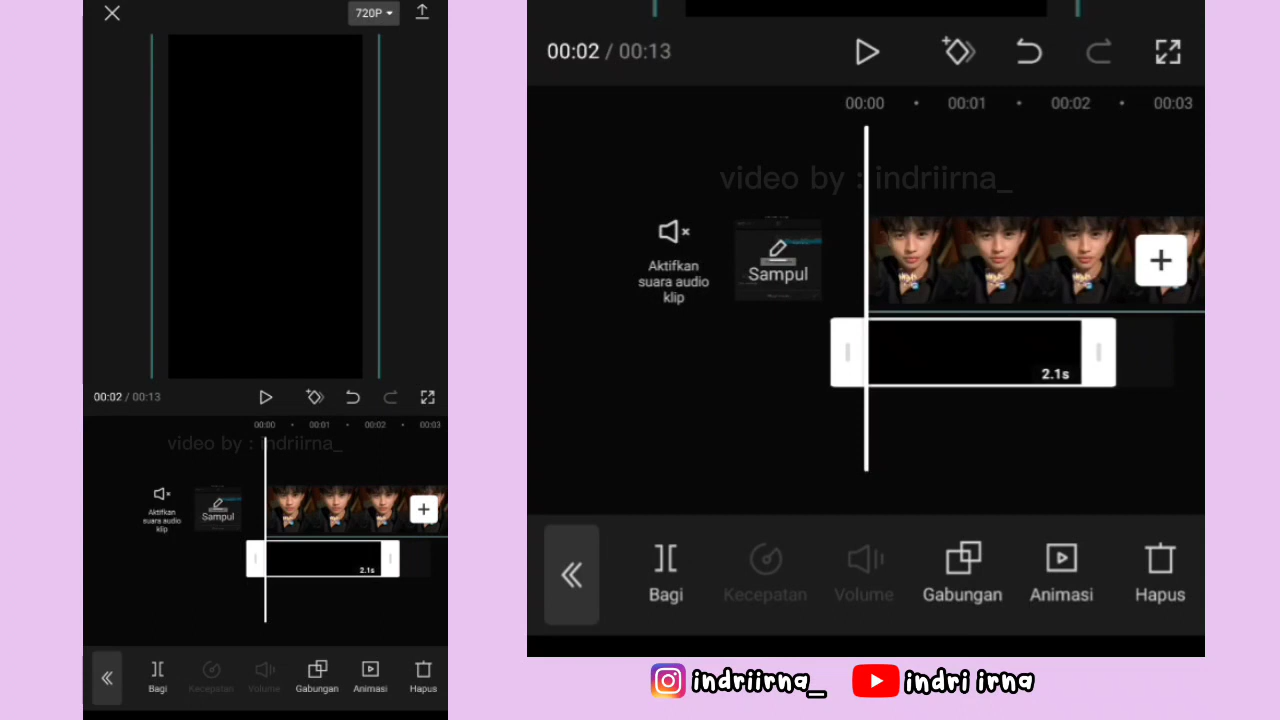 720P
00:02 / 00:13
00:00 00:01 00:02 00:03
video by : indriirna_
Aktifkan
suara audio
klip
Sampul
2.1s
Bagi Kecepatan Volume Gabungan Animasi Hapus
00:02 / 00:13
00:00 00:01 00:02 00:03
video by : indriirna_
Aktifkan
suara audio
klip
Sampul
2.1s
Bagi Kecepatan Volume Gabungan Animasi Hapus
indriirna_ indri irna